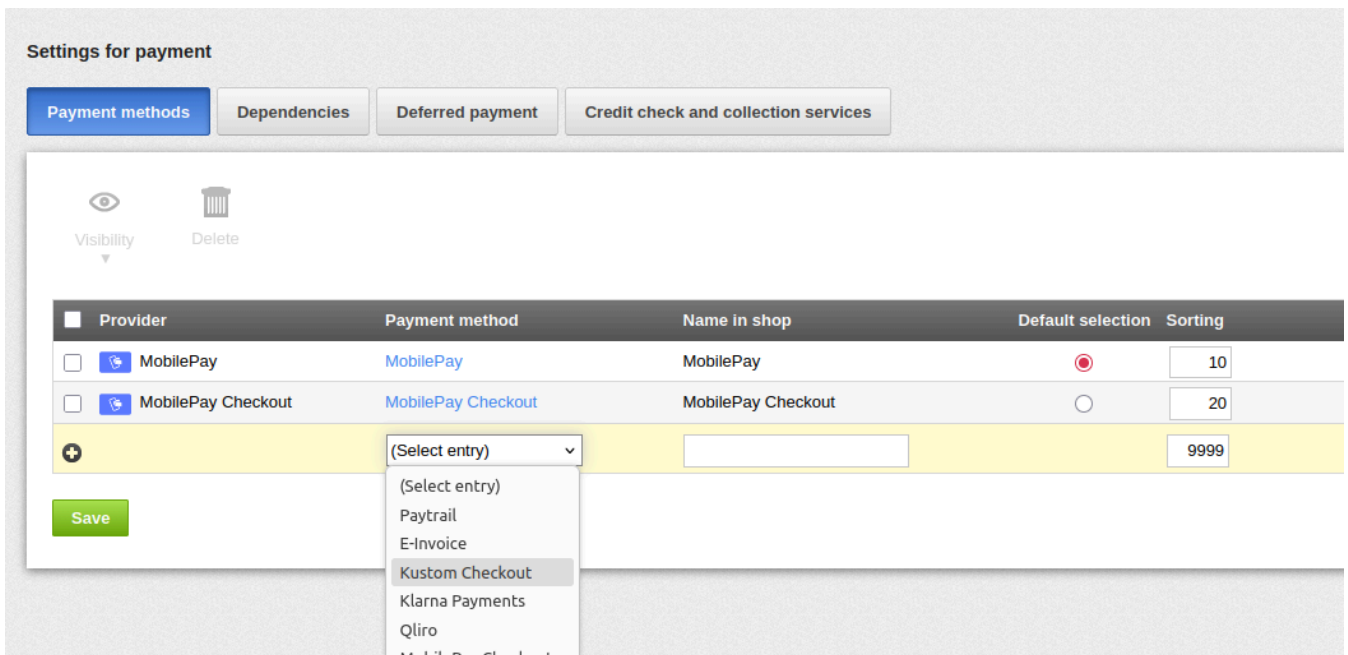 Settings for payment
Payment methods Dependencies Deferred payment Credit check and collection services
Visibility Delete
Provider Payment method Name in shop Default selection Sorting
MobilePay MobilePay MobilePay 10
MobilePay Checkout MobilePay Checkout MobilePay Checkout 20
(Select entry) 9999
(Select entry)
Paytrail
Save
E-Invoice
Kustom Checkout
Klarna Payments
Qliro